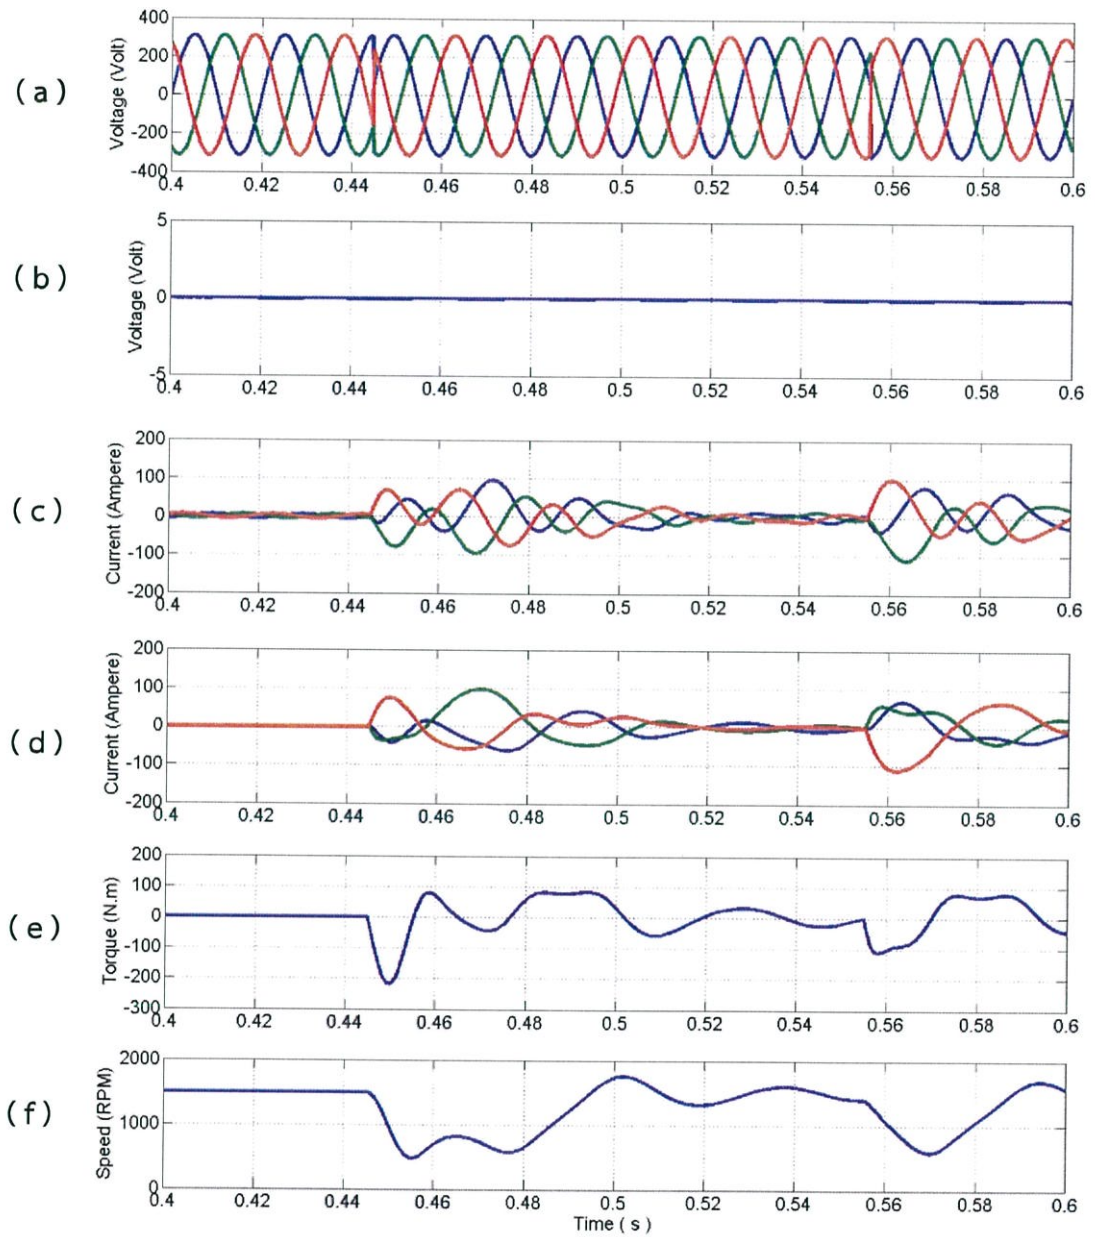 (a)
Voltage (Volt)
400
200
0
-200
-400
0.4 0.42 0.44 0.46 0.48 0.5 0.52 0.54 0.56 0.58 0.6
(b)
Voltage (Volt)
5
0
-5
0.4 0.42 0.44 0.46 0.48 0.5 0.52 0.54 0.56 0.58 0.6
(c)
Current (Ampere)
200
100
0
-100
-200
0.4 0.42 0.44 0.46 0.48 0.5 0.52 0.54 0.56 0.58 0.6
(d)
Current (Ampere)
200
100
0
-100
-200
0.4 0.42 0.44 0.46 0.48 0.5 0.52 0.54 0.56 0.58 0.6
(e)
Torque (N.m)
200
100
0
-100
-200
-300
0.4 0.42 0.44 0.46 0.48 0.5 0.52 0.54 0.56 0.58 0.6
(f)
Speed (RPM)
2000
1000
0
0.4 0.42 0.44 0.46 0.48 0.5 0.52 0.54 0.56 0.58 0.6
Time ( s )